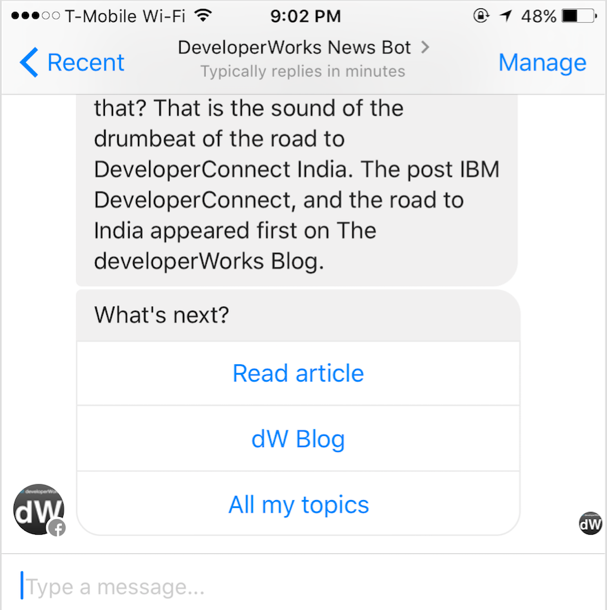 T-Mobile Wi-Fi 9:02 PM 48%
Recent DeveloperWorks News Bot Manage
Typically replies in minutes
that? That is the sound of the
drumbeat of the road to
DeveloperConnect India. The post IBM
DeveloperConnect, and the road to
India appeared first on The
developerWorks Blog.
What's next?
Read article
dW Blog
All my topics
developerWor
dW
dW
Type a message...